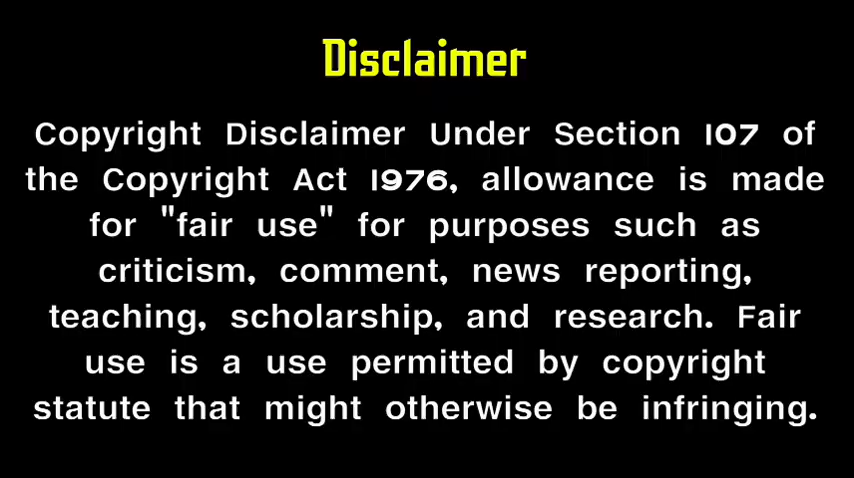 Disclaimer
Copyright Disclaimer Under Section 107 of
the Copyright Act 1976, allowance is made
for "fair use" for purposes such as
criticism, comment, news reporting,
teaching, scholarship, and research. Fair
use is a use permitted by copyright
statute that might otherwise be infringing.